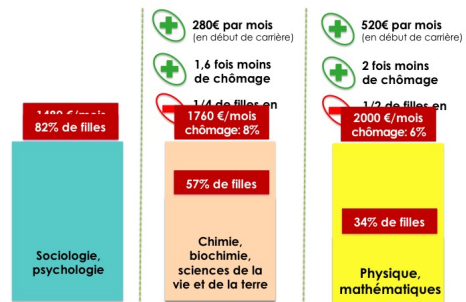 1480 €/mois
82% de filles
Sociologie,
psychologie
280€ par mois
(en début de carrière)
1,6 fois moins
de chômage
1/4 de filles en
1760 €/mois
chômage: 8%
57% de filles
Chimie,
biochimie,
sciences de la
vie et de la terre
520€ par mois
(en début de carrière)
2 fois moins
de chômage
1/2 de filles en
2000 €/mois
chômage: 6%
34% de filles
Physique,
mathématiques